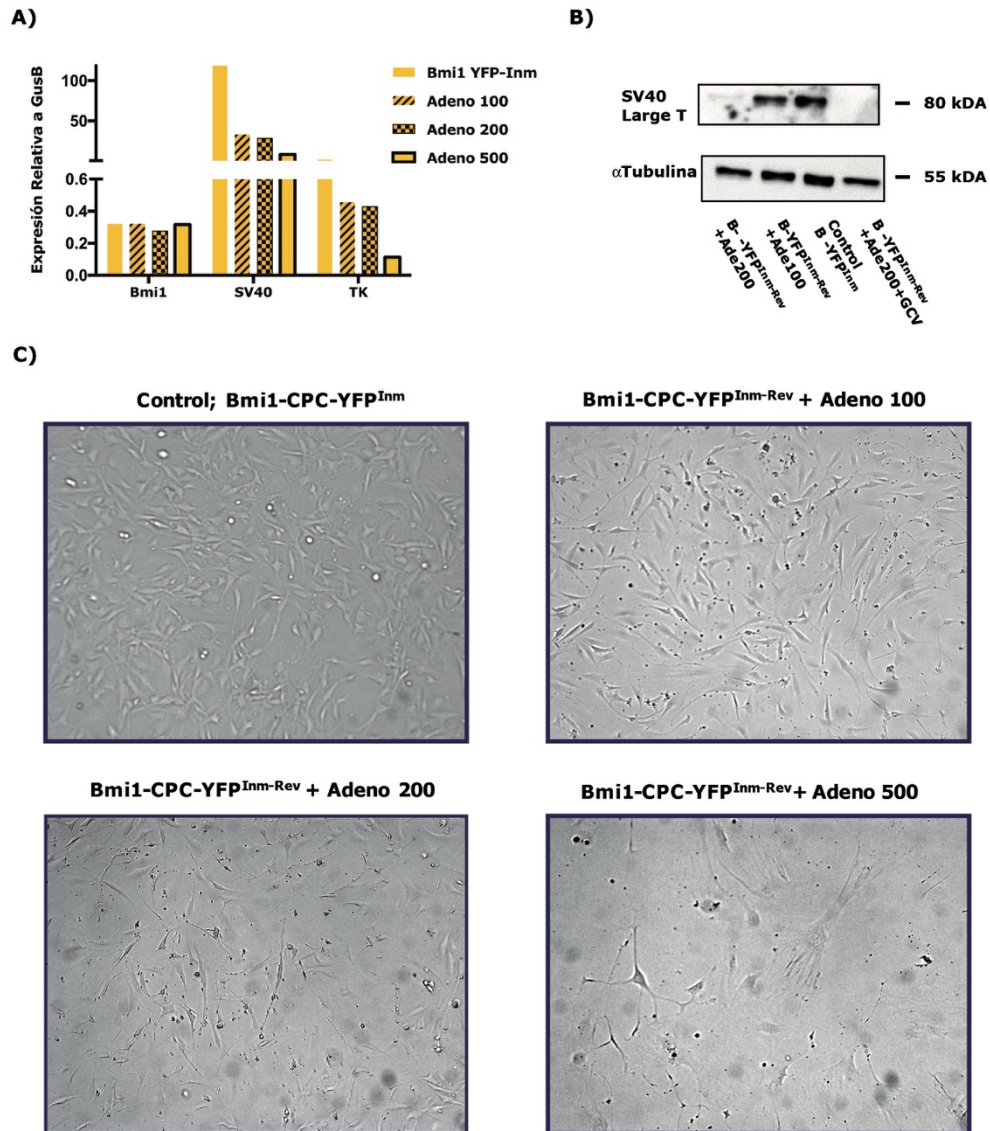 A)
Expresión Relativa a GusB
100
50
0.6
0.4
0.2
0.0
Bmi1
SV40
TK
Bmi1 YFP-Inm
Adeno 100
Adeno 200
Adeno 500
B)
SV40
Large T
80 kDA
αTubulina
55 kDA
B--YFPInm-Rev
+Ade200
B-YFPInm-Rev
+Ade100
Control
B -YFPInm
B -YFPInm-Rev
+Ade200+GCV
C)
Control; Bmi1-CPC-YFPInm
Bmi1-CPC-YFPInm-Rev + Adeno 100
Bmi1-CPC-YFPInm-Rev + Adeno 200
Bmi1-CPC-YFPInm-Rev + Adeno 500